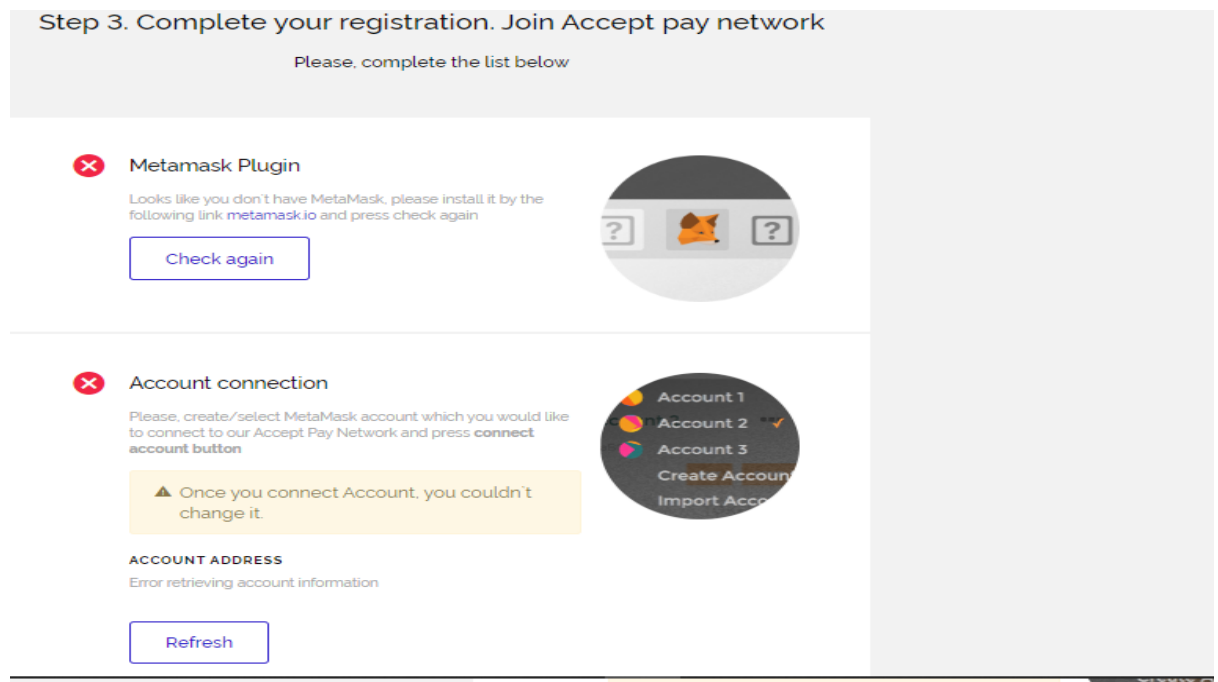 Step 3. Complete your registration. Join Accept pay network
Please, complete the list below
Metamask Plugin
Looks like you don`t have MetaMask, please install it by the
following link metamask.io and press check again
Check again
?
?
Account connection
Please, create/select MetaMask account which you would like
to connect to our Accept Pay Network and press connect
account button
Once you connect Account, you couldn`t
change it.
Account 1
Account 2
Account 3
Create Accoun
Import Acco
ACCOUNT ADDRESS
Error retrieving account information
Refresh